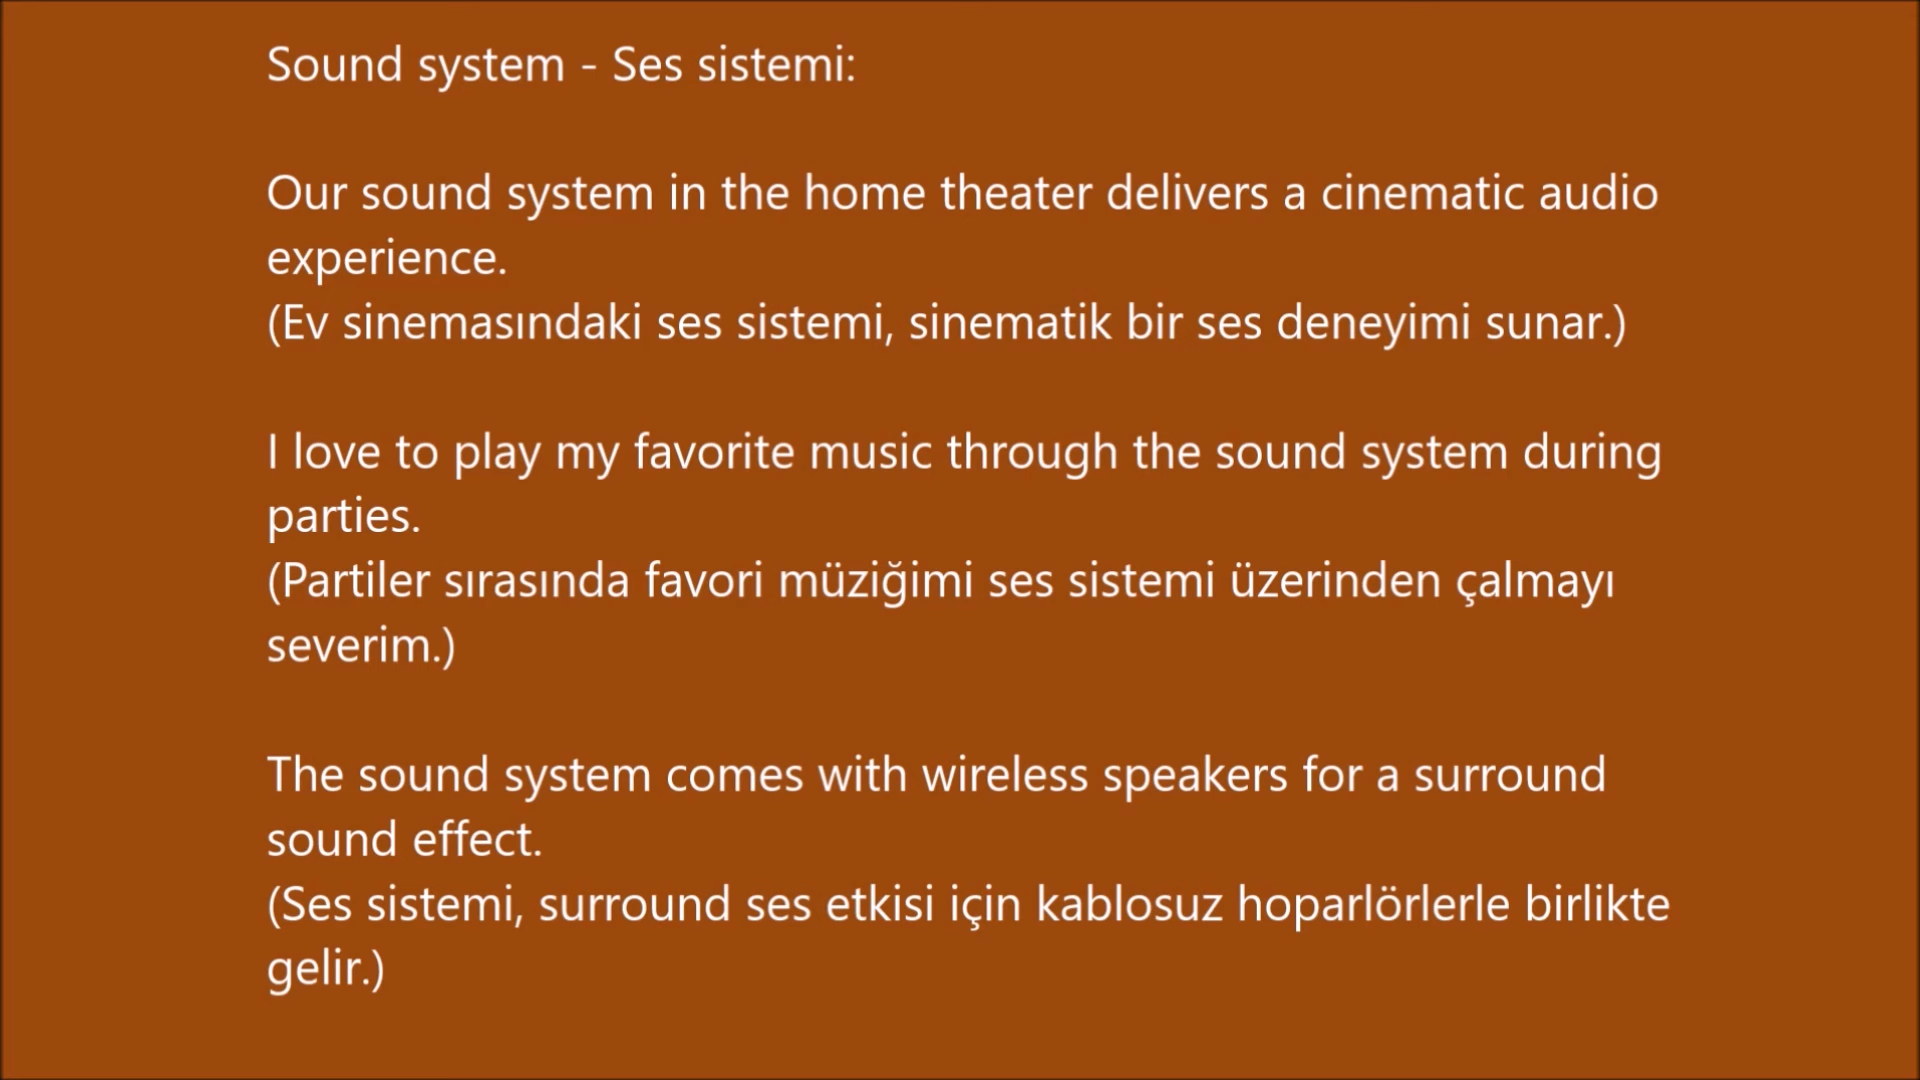 Sound system - Ses sistemi:
Our sound system in the home theater delivers a cinematic audio
experience.
(Ev sinemasındaki ses sistemi, sinematik bir ses deneyimi sunar.)
I love to play my favorite music through the sound system during
parties.
(Partiler sırasında favori müziğimi ses sistemi üzerinden çalmayı
severim.)
The sound system comes with wireless speakers for a surround
sound effect.
(Ses sistemi, surround ses etkisi için kablosuz hoparlörlerle birlikte
gelir.)